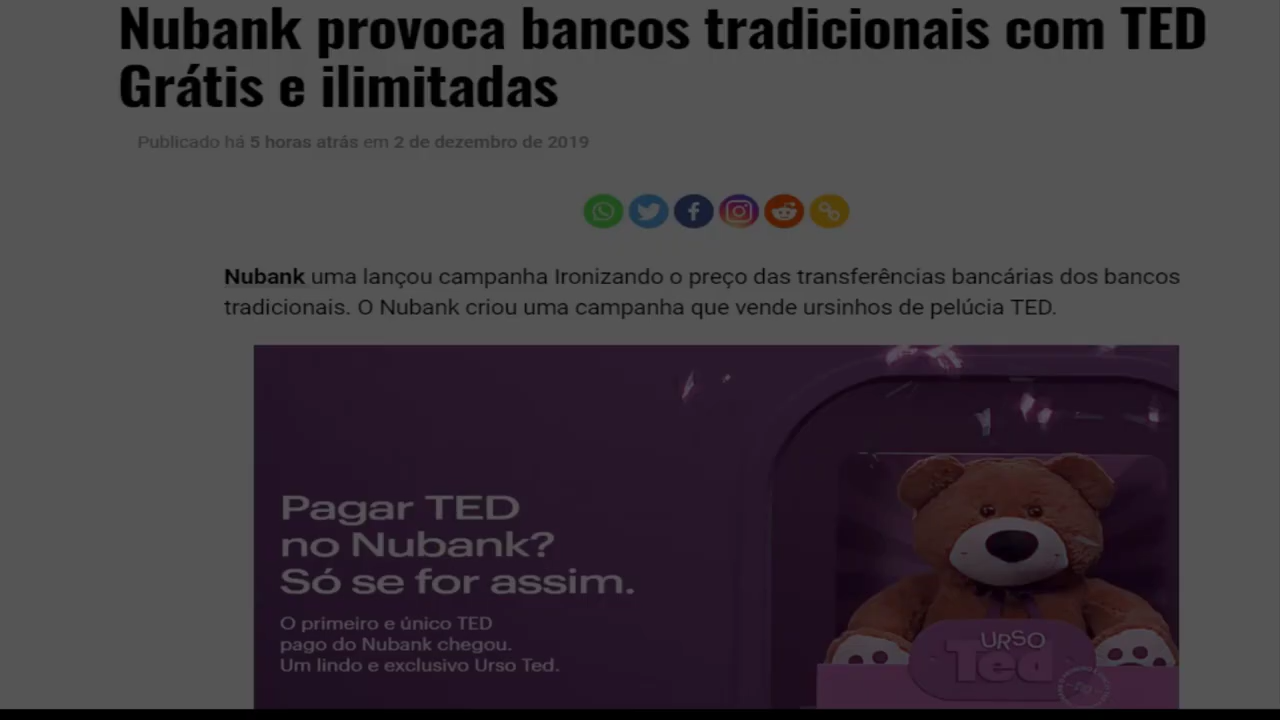 Nubank provoca bancos tradicionais com TED
Grátis e ilimitadas
Publicado há 5 horas atrás em 2 de dezembro de 2019
Nubank uma lançou campanha Ironizando o preço das transferências bancárias dos bancos
tradicionais. O Nubank criou uma campanha que vende ursinhos de pelúcia TED.
Pagar TED
no Nubank?
Só se for assim.
O primeiro e único TED
pago do Nubank chegou.
Um lindo e exclusivo Urso Ted.
URSO
Ted